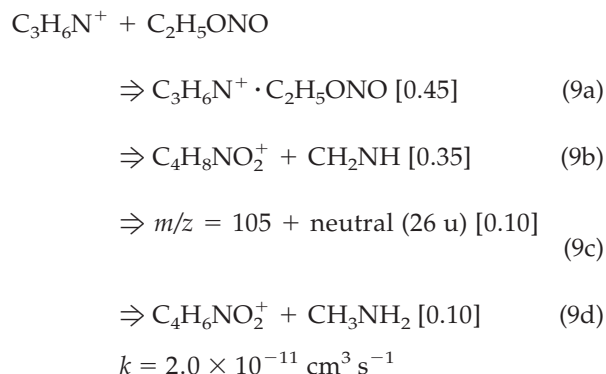 C₃H₆N⁺ + C₂H₅ONO
⇒ C₃H₆N⁺ · C₂H₅ONO [0.45] (9a)
⇒ C₄H₈NO₂⁺ + CH₂NH [0.35] (9b)
⇒ m/z = 105 + neutral (26 u) [0.10]
(9c)
⇒ C₄H₆NO₂⁺ + CH₃NH₂ [0.10] (9d)
k = 2.0 × 10⁻¹¹ cm³ s⁻¹